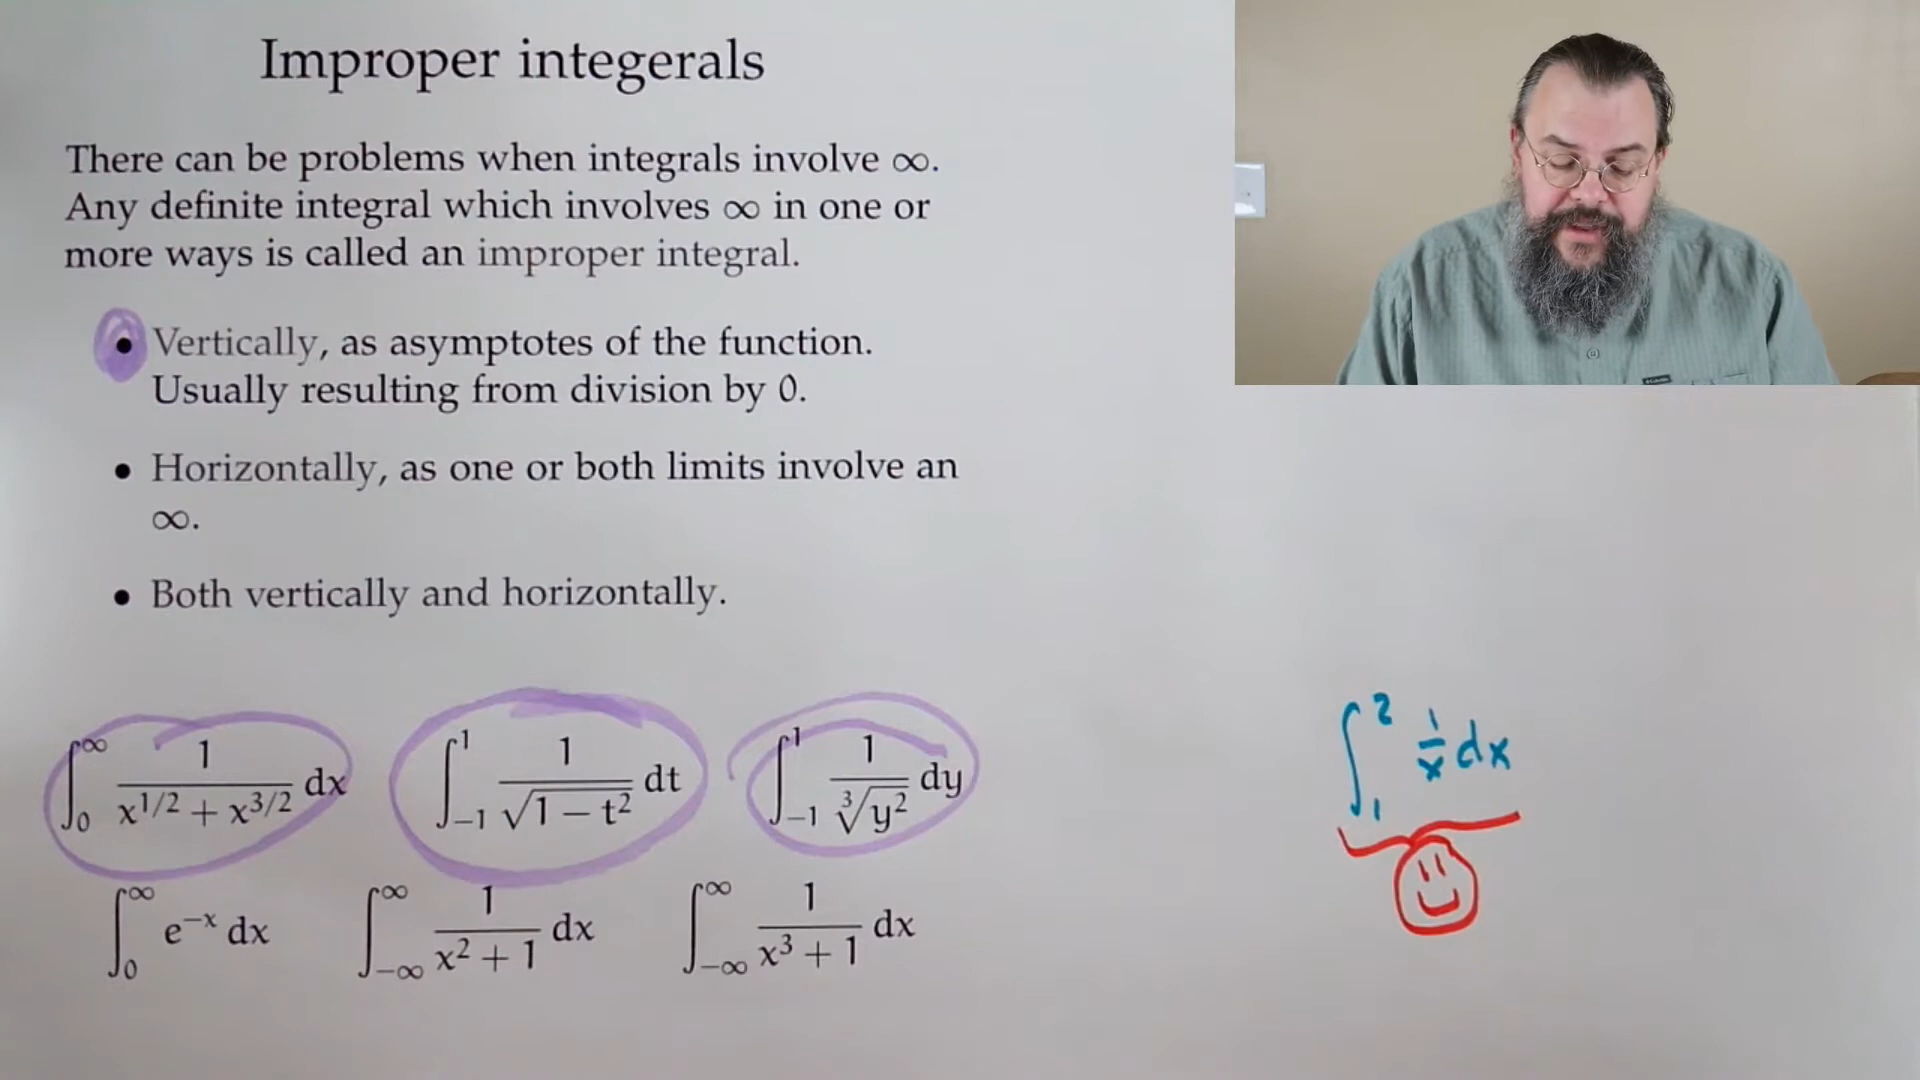 Improper integerals
There can be problems when integrals involve ∞.
Any definite integral which involves ∞ in one or
more ways is called an improper integral.
• Vertically, as asymptotes of the function.
Usually resulting from division by 0.
• Horizontally, as one or both limits involve an
∞.
• Both vertically and horizontally.
∫_0^∞ 1/(x^{1/2} + x^{3/2}) dx ∫_{-1}^1 1/√(1 − t^2) dt ∫_{-1}^1 1/∛(y^2) dy
∫_0^∞ e^{−x} dx ∫_{−∞}^∞ 1/(x^2 + 1) dx ∫_{−∞}^∞ 1/(x^3 + 1) dx
∫_1^2 1/x dx